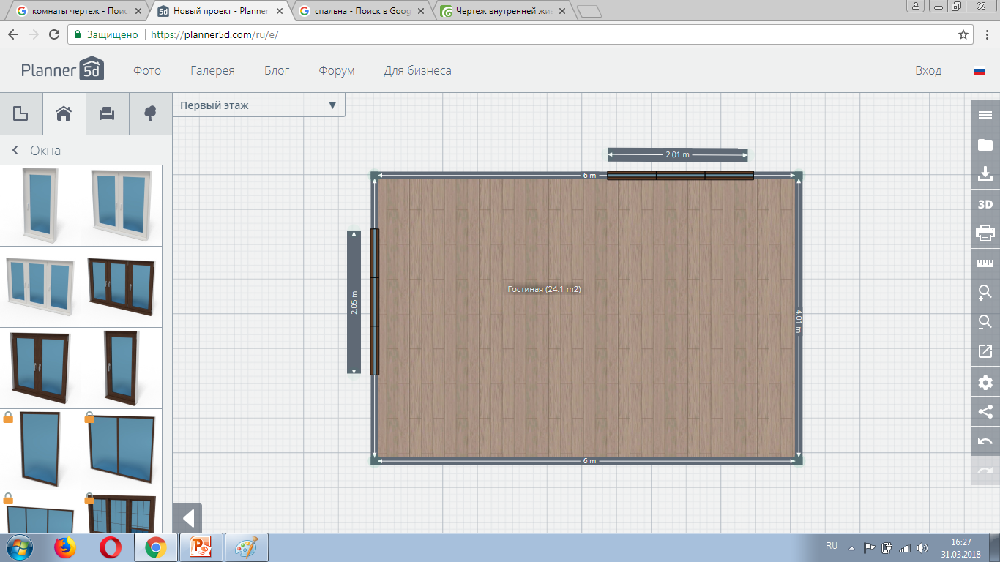 комнаты чертеж - Поис
Новый проект - Planner
спальна - Поиск в Goog
Чертеж внутренней жи
Защищено
https://planner5d.com/ru/e/
Planner 5d
Фото
Галерея
Блог
Форум
Для бизнеса
Вход
Первый этаж
Окна
3D
2.01 m
6 m
2.05 m
Гостиная (24.1 m2)
4.01 m
6 m
RU
16:27
31.03.2018